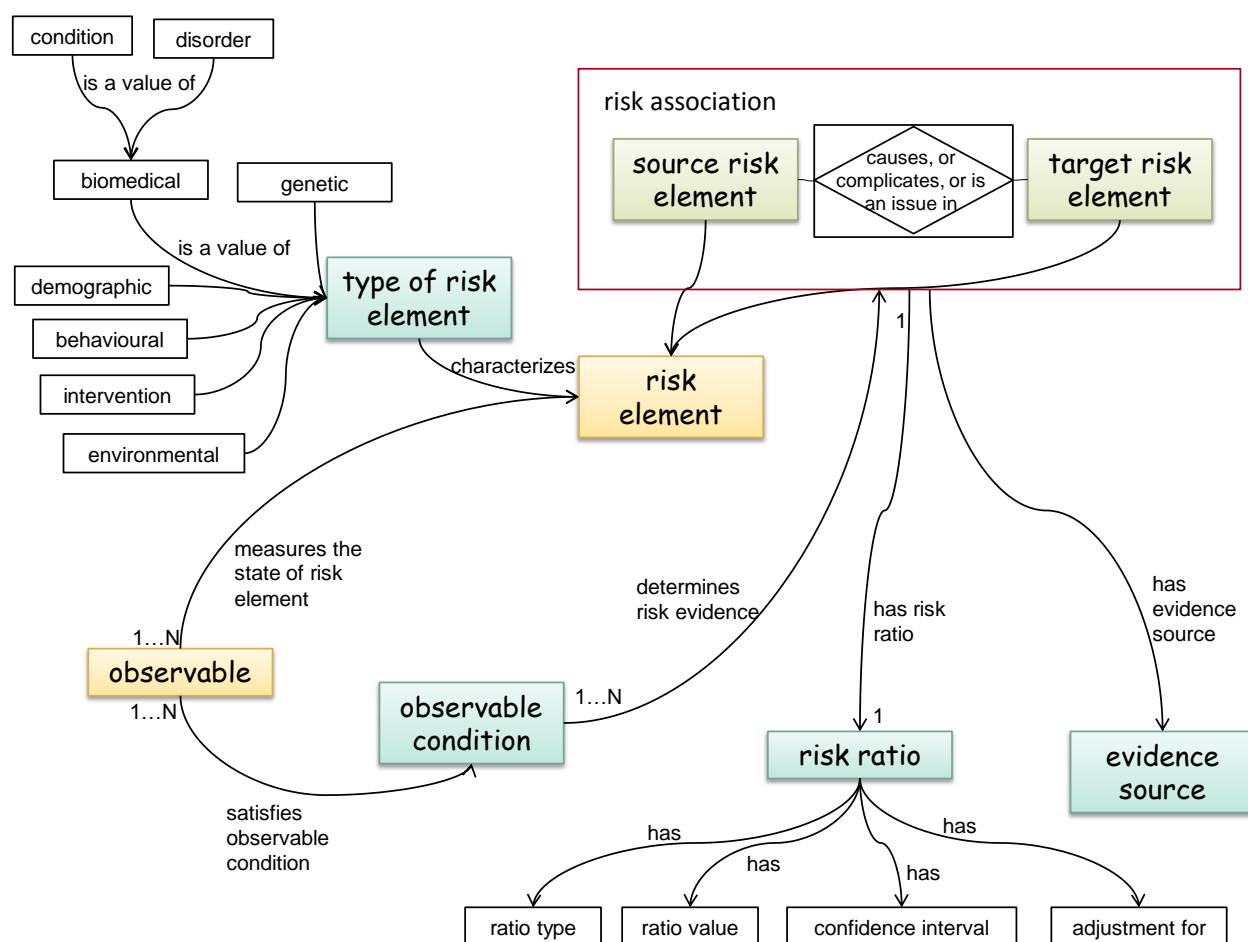 condition
disorder
is a value of
biomedical
genetic
is a value of
demographic
behavioural
intervention
environmental
type of risk
element
characterizes
risk association
source risk
element
causes, or
complicates, or is
an issue in
target risk
element
risk
element
1
measures the
state of risk
element
1...N
observable
1...N
satisfies
observable
condition
observable
condition
1...N
determines
risk evidence
has risk
ratio
1
risk ratio
has
evidence
source
evidence
source
has
has
has
has
ratio type
ratio value
confidence interval
adjustment for